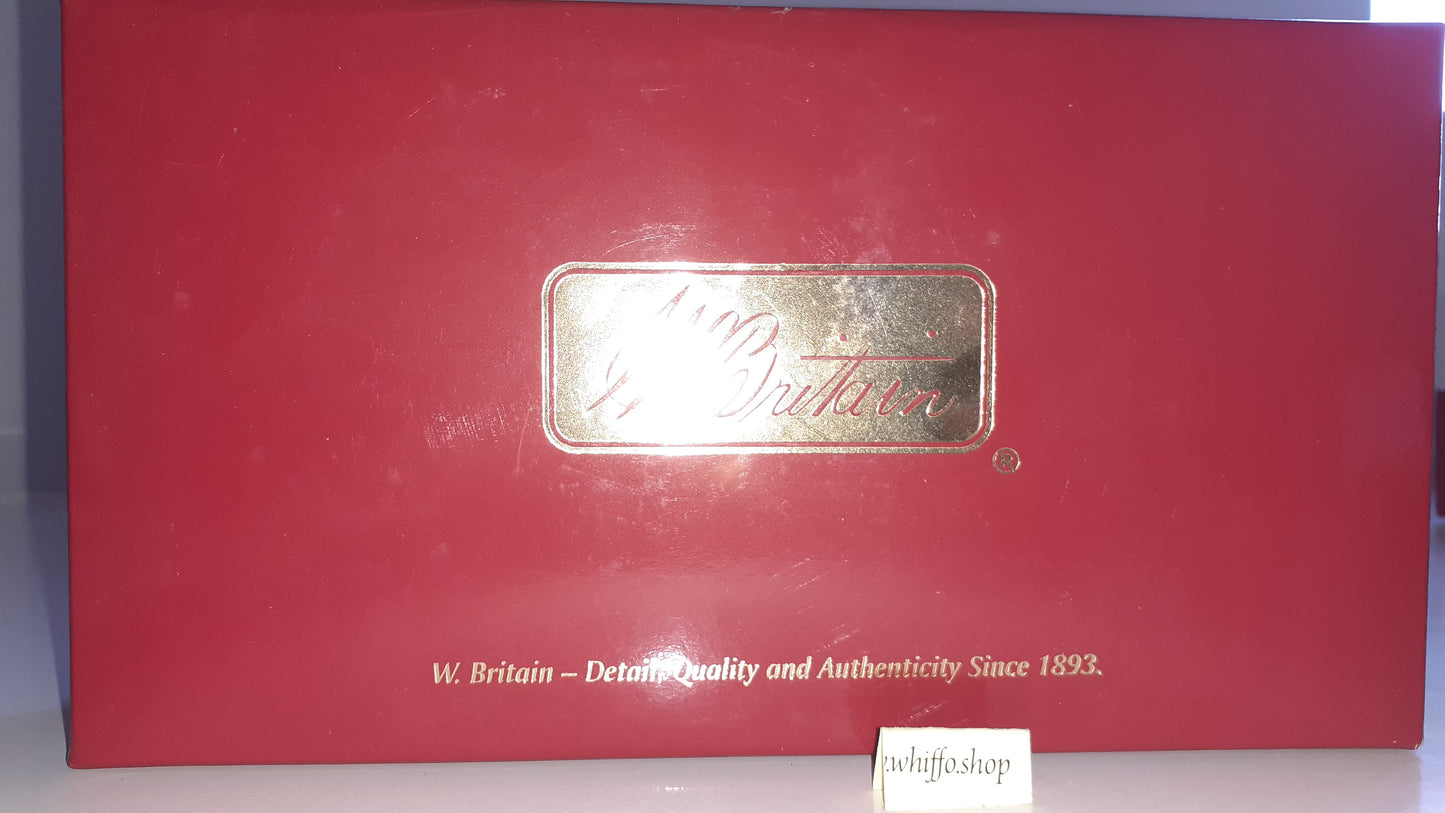 W Britain
®
W. Britain – Detail, Quality and Authenticity Since 1893.
.whiffo.shop